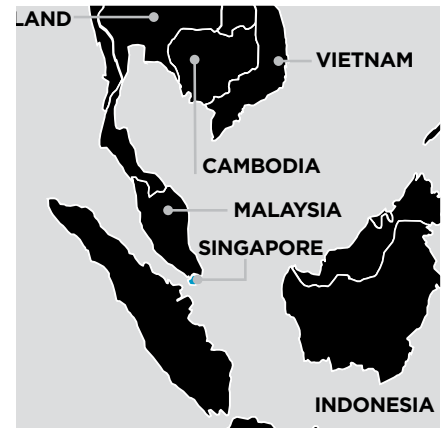 LAND
VIETNAM
CAMBODIA
MALAYSIA
SINGAPORE
INDONESIA